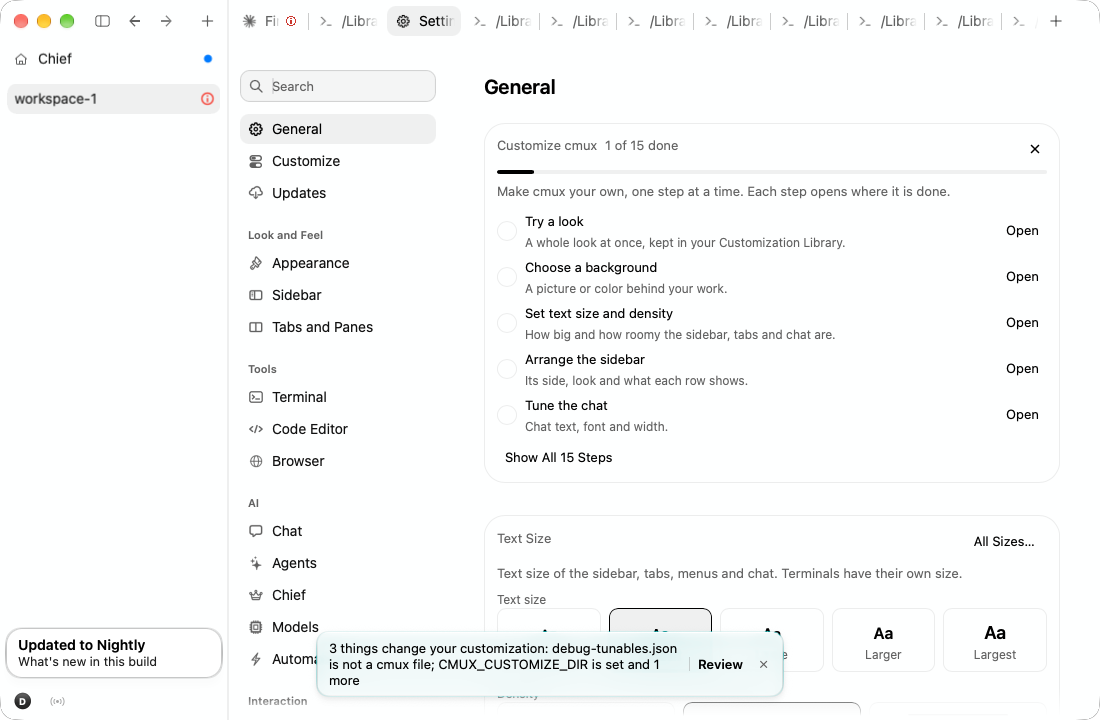 Fi
/Libra
Settin
/Libra
/Libra
/Libra
/Libra
/Libra
/Libra
/Libra
Chief
workspace-1
Updated to Nightly
What's new in this build
D
Search
General
Customize
Updates
Look and Feel
Appearance
Sidebar
Tabs and Panes
Tools
Terminal
Code Editor
Browser
AI
Chat
Agents
Chief
Models
Automa
Interaction
General
Customize cmux 1 of 15 done
Make cmux your own, one step at a time. Each step opens where it is done.
Try a look
A whole look at once, kept in your Customization Library.
Open
Choose a background
A picture or color behind your work.
Open
Set text size and density
How big and how roomy the sidebar, tabs and chat are.
Open
Arrange the sidebar
Its side, look and what each row shows.
Open
Tune the chat
Chat text, font and width.
Open
Show All 15 Steps
Text Size
All Sizes...
Text size of the sidebar, tabs, menus and chat. Terminals have their own size.
Text size
Aa
Larger
Aa
Largest
3 things change your customization: debug-tunables.json
is not a cmux file; CMUX_CUSTOMIZE_DIR is set and 1
more
Review
Density